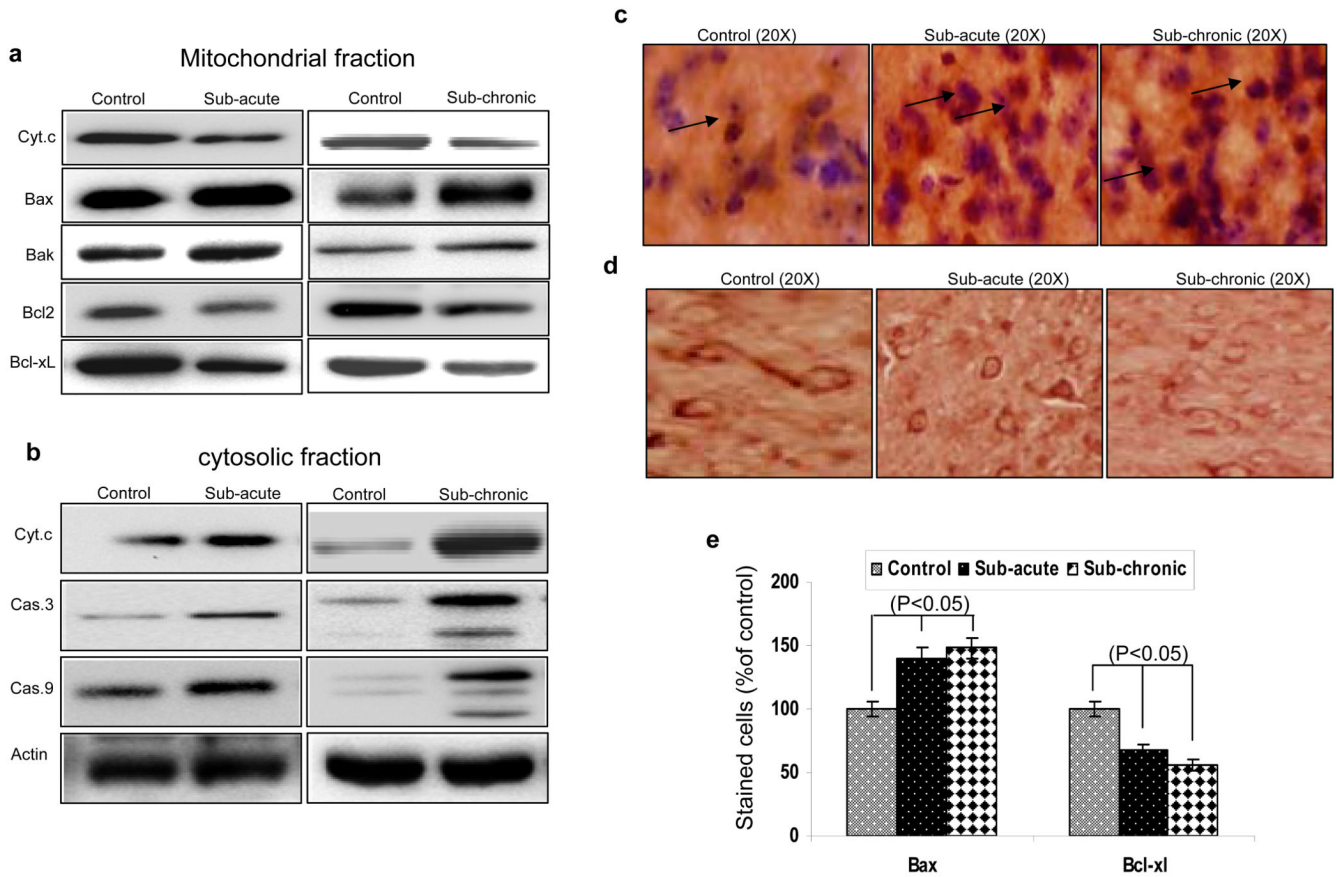 a
Mitochondrial fraction
Control Sub-acute Control Sub-chronic
Cyt.c
Bax
Bak
Bcl2
Bcl-xL
b
cytosolic fraction
Control Sub-acute Control Sub-chronic
Cyt.c
Cas.3
Cas.9
Actin
c
Control (20X) Sub-acute (20X) Sub-chronic (20X)
d
Control (20X) Sub-acute (20X) Sub-chronic (20X)
e
Control Sub-acute Sub-chronic
Stained cells (%of control)
200
150
100
50
0
(P<0.05)
(P<0.05)
Bax Bcl-xl